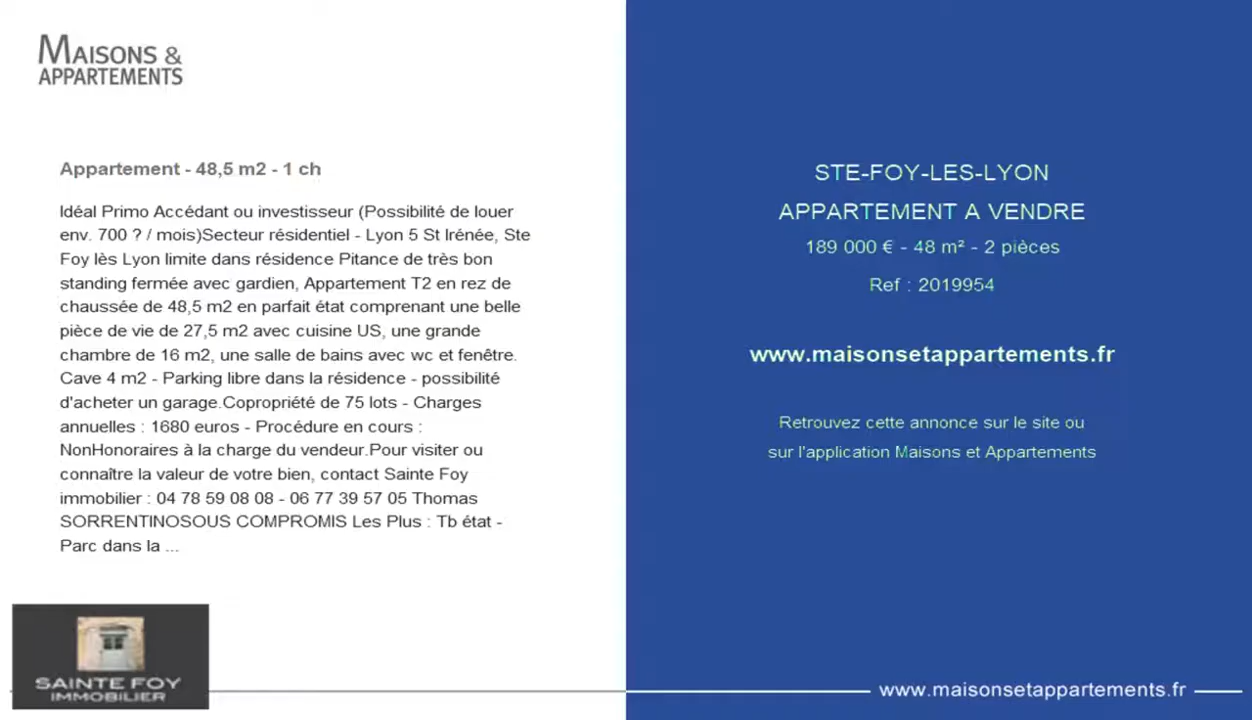 MAISONS &
APPARTEMENTS
Appartement - 48,5 m2 - 1 ch
Idéal Primo Accédant ou investisseur (Possibilité de louer
env. 700 ? / mois)Secteur résidentiel - Lyon 5 St Irénée, Ste
Foy lès Lyon limite dans résidence Pitance de très bon
standing fermée avec gardien, Appartement T2 en rez de
chaussée de 48,5 m2 en parfait état comprenant une belle
pièce de vie de 27,5 m2 avec cuisine US, une grande
chambre de 16 m2, une salle de bains avec wc et fenêtre.
Cave 4 m2 - Parking libre dans la résidence - possibilité
d'acheter un garage.Copropriété de 75 lots - Charges
annuelles : 1680 euros - Procédure en cours :
NonHonoraires à la charge du vendeur.Pour visiter ou
connaître la valeur de votre bien, contact Sainte Foy
immobilier : 04 78 59 08 08 - 06 77 39 57 05 Thomas
SORRENTINOSOUS COMPROMIS Les Plus : Tb état -
Parc dans la ...
SAINTE FOY
IMMOBILIER
STE-FOY-LES-LYON
APPARTEMENT A VENDRE
189 000 € - 48 m² - 2 pièces
Ref : 2019954
www.maisonsetappartements.fr
Retrouvez cette annonce sur le site ou
sur l'application Maisons et Appartements
www.maisonsetappartements.fr